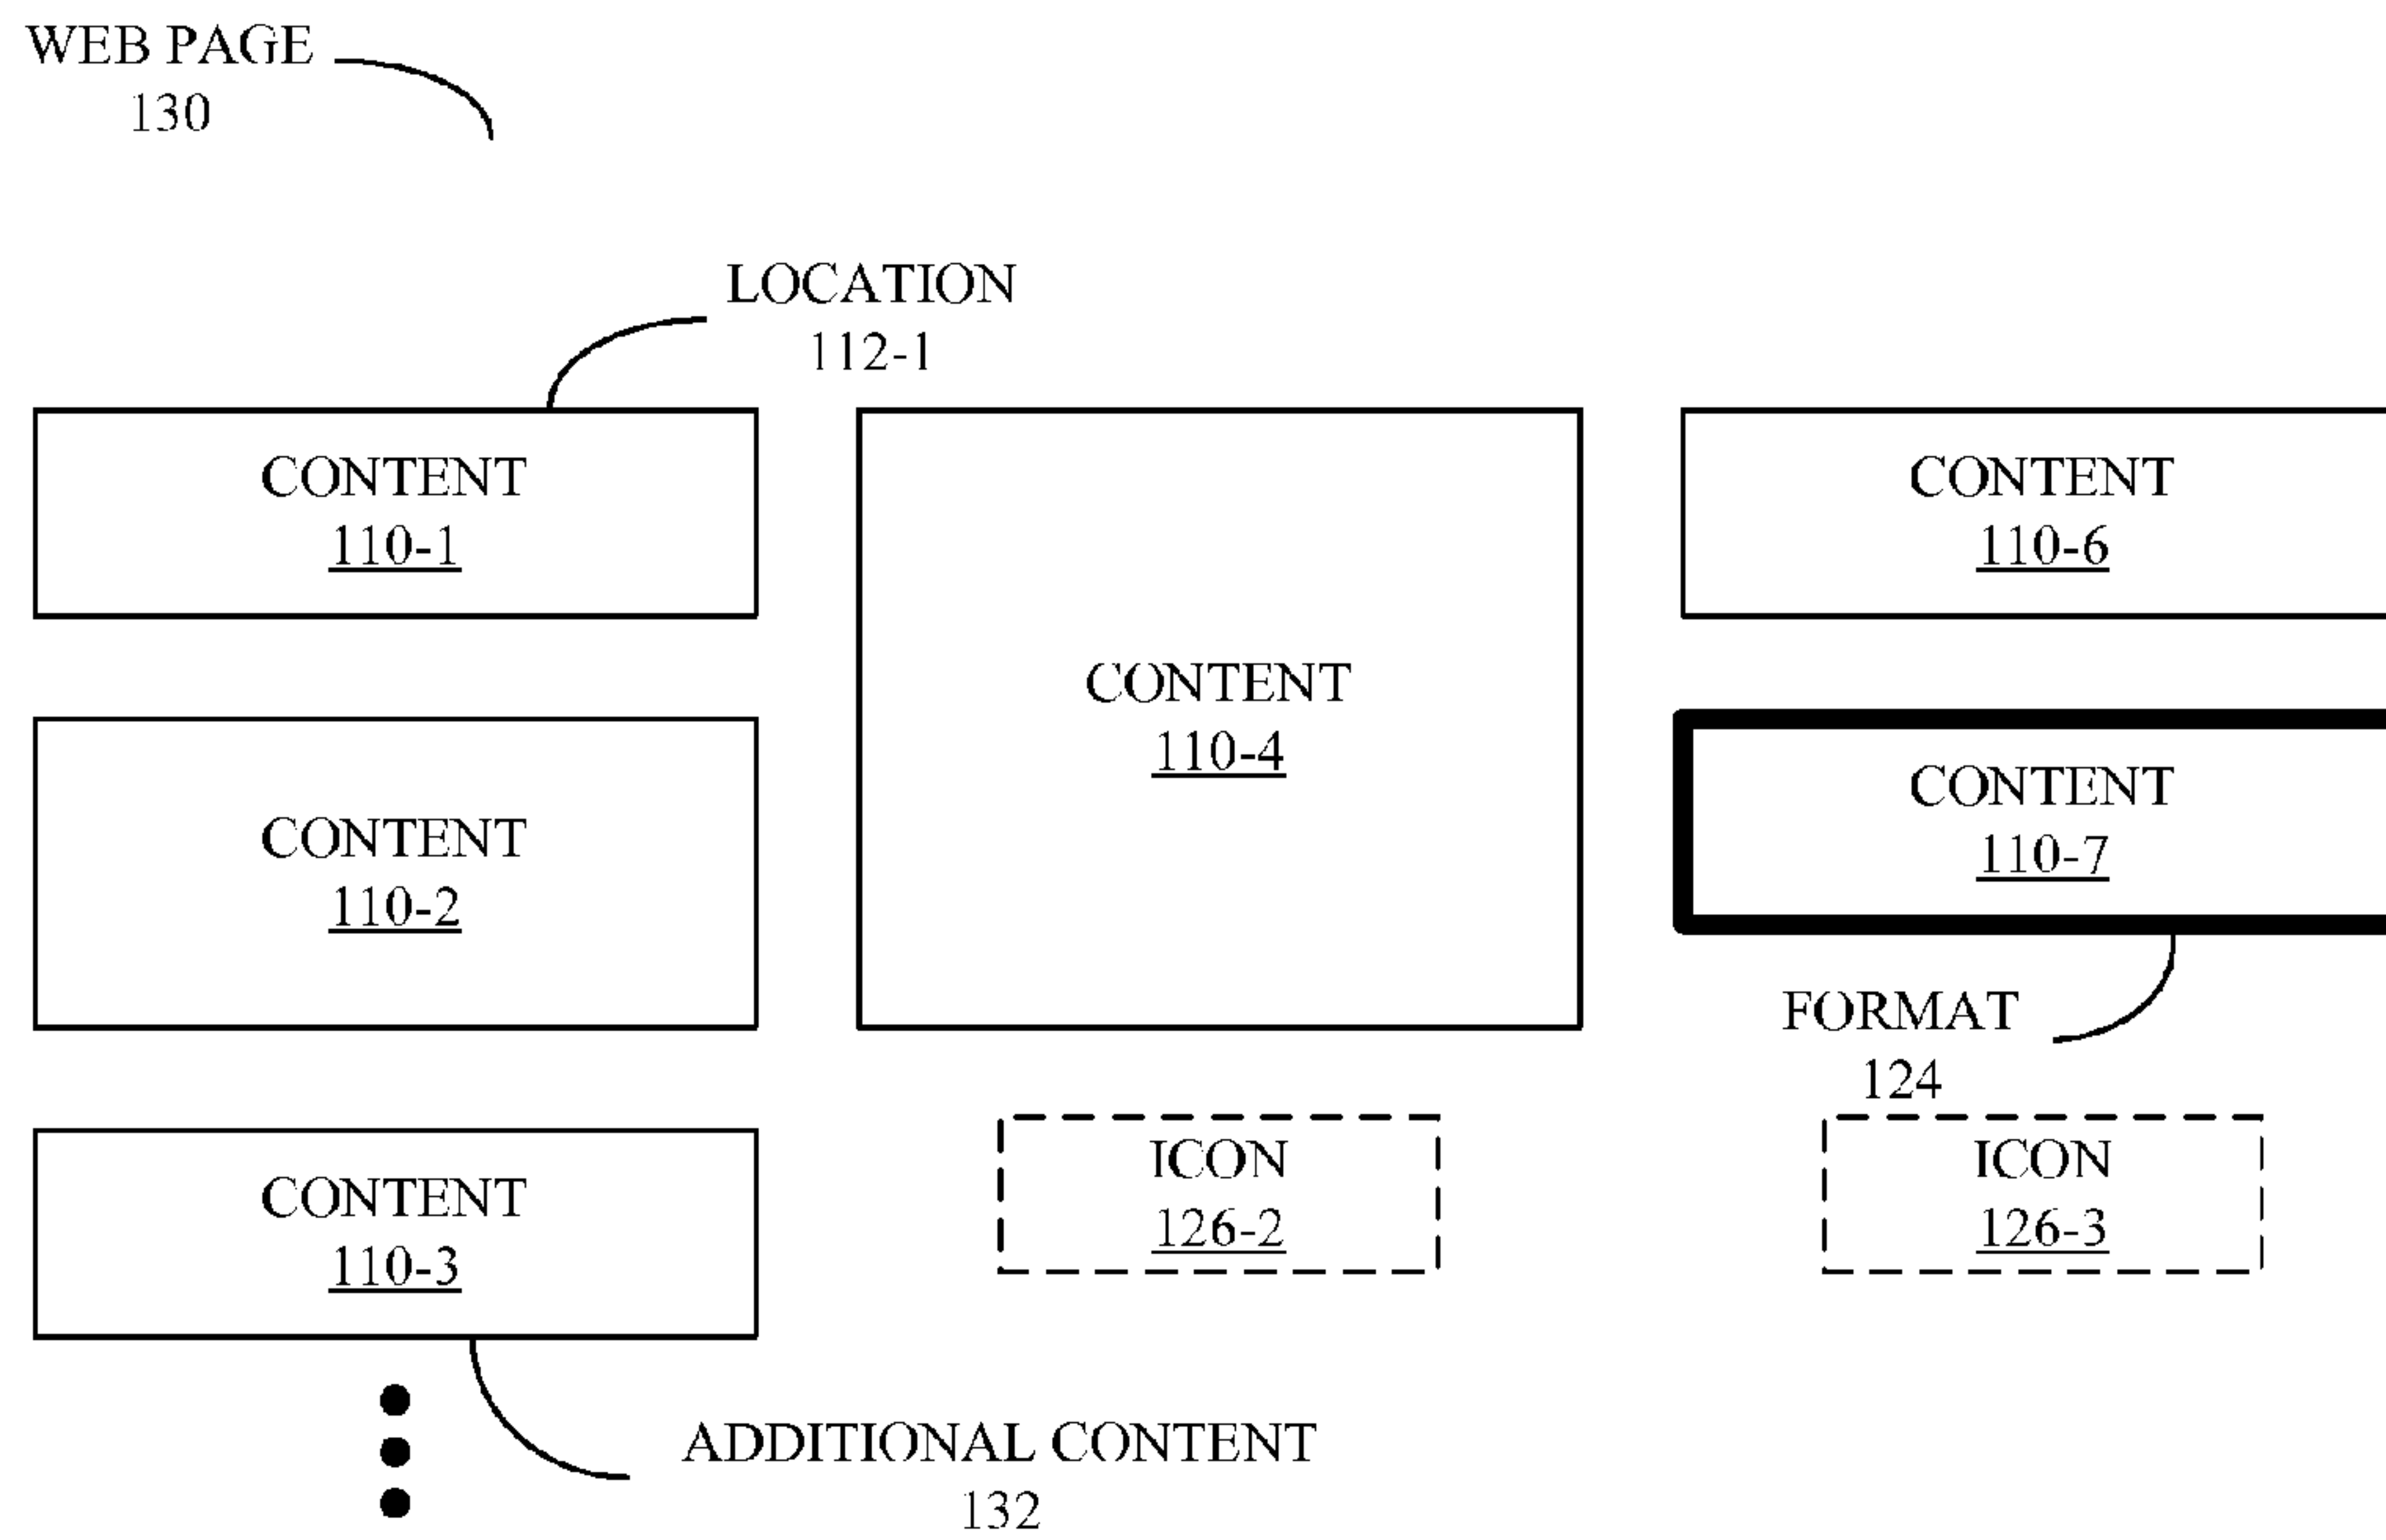 WEB PAGE
130
LOCATION
112-1
CONTENT
110-1
CONTENT
110-2
CONTENT
110-3
ADDITIONAL CONTENT
132
CONTENT
110-4
ICON
126-2
CONTENT
110-6
CONTENT
110-7
FORMAT
124
ICON
126-3